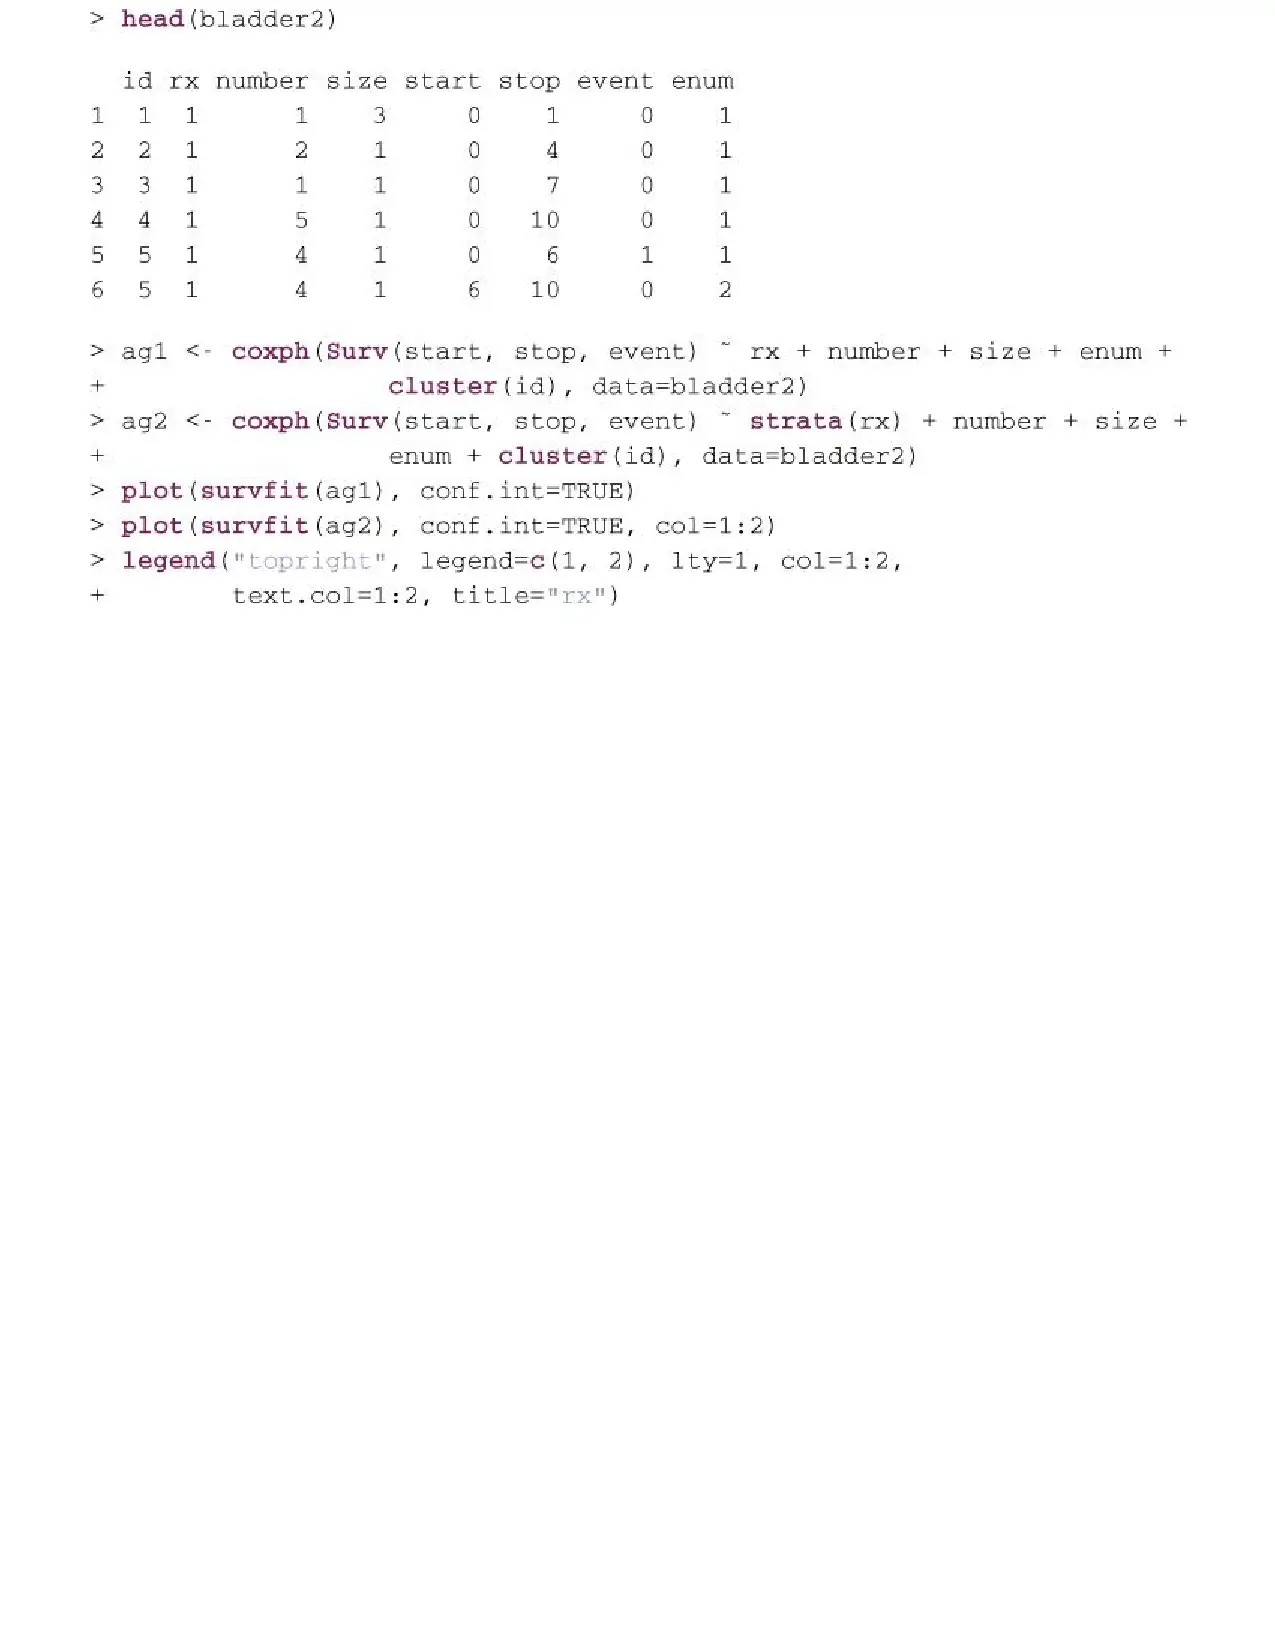 > head(bladder2)
  id rx number size start stop event enum
1  1  1      1    3     0    1     0    1
2  2  1      2    1     0    4     0    1
3  3  1      1    1     0    7     0    1
4  4  1      5    1     0   10     0    1
5  5  1      4    1     0    6     1    1
6  5  1      4    1     6   10     0    2
> ag1 <- coxph(Surv(start, stop, event) ~ rx + number + size + enum +
+                  cluster(id), data=bladder2)
> ag2 <- coxph(Surv(start, stop, event) ~ strata(rx) + number + size +
+                  enum + cluster(id), data=bladder2)
> plot(survfit(ag1), conf.int=TRUE)
> plot(survfit(ag2), conf.int=TRUE, col=1:2)
> legend("topright", legend=c(1, 2), lty=1, col=1:2,
+        text.col=1:2, title="rx")